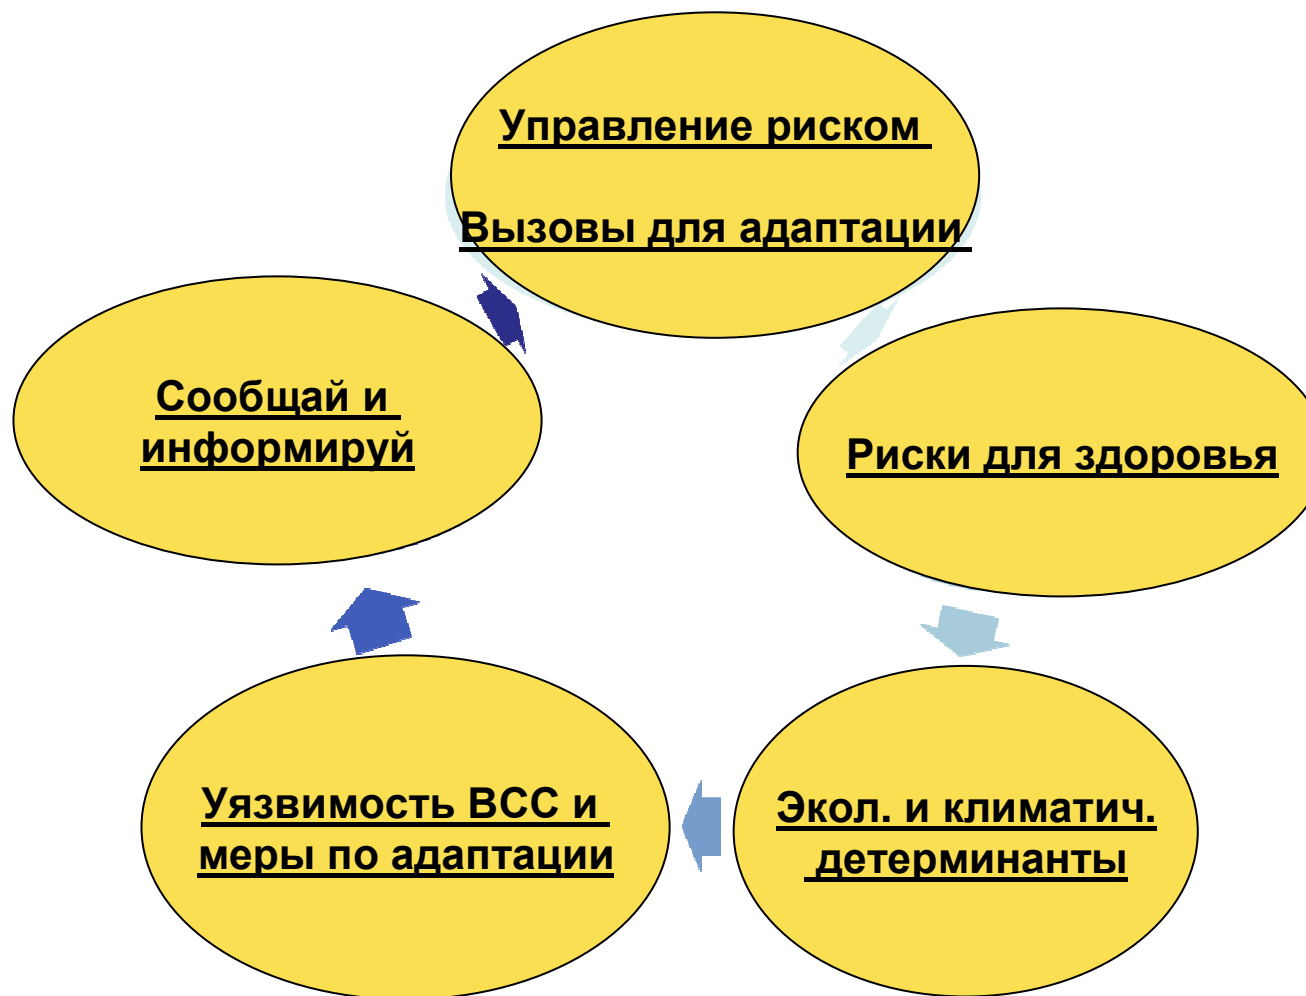 Управление риском
Вызовы для адаптации
Сообщай и
информируй
Риски для здоровья
Уязвимость ВСС и
меры по адаптации
Экол. и климатич.
детерминанты